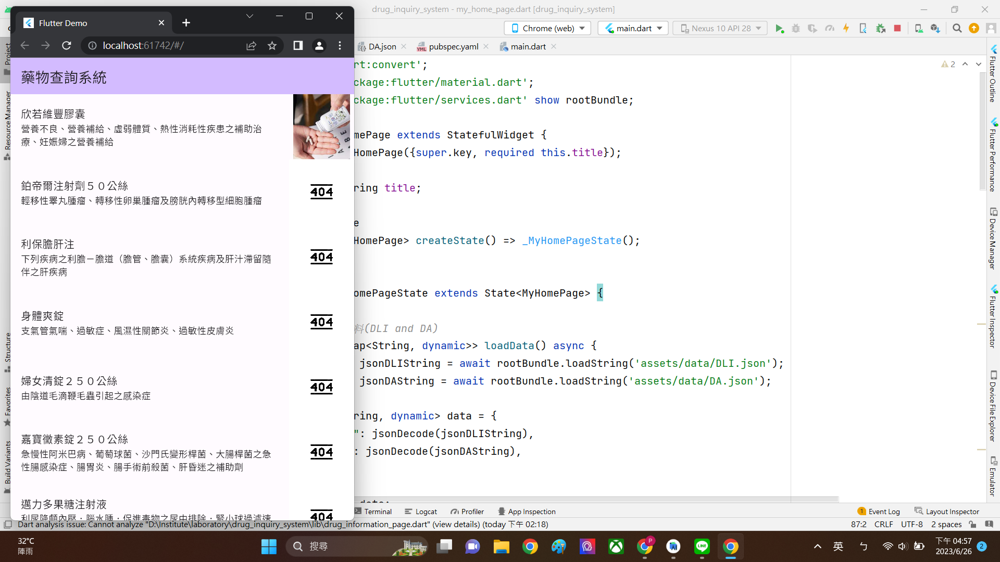 drug_inquiry_system - my_home_page.dart [drug_inquiry_system]
Flutter Demo
Chrome (web)
main.dart
Nexus 10 API 28
localhost:61742/#/
DA.json
pubspec.yaml
main.dart
藥物查詢系統
欣若維豐膠囊
營養不良、營養補給、虛弱體質、熱性消耗性疾患之補助治
療、妊娠婦之營養補給
鉑帝爾注射劑５０公絲
輕移性睪丸腫瘤、轉移性卵巢腫瘤及膀胱內轉移型細胞腫瘤
404
利保膽肝注
下列疾病之利膽－膽道（膽管、膽囊）系統疾病及肝汁滯留隨
伴之肝疾病
404
身體爽錠
支氣管氣喘、過敏症、風濕性關節炎、過敏性皮膚炎
404
婦女清錠２５０公絲
由陰道毛滴鞭毛蟲引起之感染症
404
嘉寶黴素錠２５０公絲
急慢性阿米巴病、葡萄球菌、沙門氏變形桿菌、大腸桿菌之急
性腸感染症、腸胃炎、腸手術前殺菌、肝昏迷之補助劑
404
邁力多果糖注射液
利尿降顱內壓．腦水腫．促進毒物之尿中排除．腎小球過濾速
404
rt:convert';
ckage:flutter/material.dart';
ckage:flutter/services.dart' show rootBundle;
mePage extends StatefulWidget {
HomePage({super.key, required this.title});
ring title;
e
HomePage> createState() => _MyHomePageState();
omePageState extends State<MyHomePage> {
料(DLI and DA)
ap<String, dynamic>> loadData() async {
jsonDLIString = await rootBundle.loadString('assets/data/DLI.json');
jsonDAString = await rootBundle.loadString('assets/data/DA.json');
ring, dynamic> data = {
": jsonDecode(jsonDLIString),
: jsonDecode(jsonDAString),
2
Project
Resource Manager
Structure
Favorites
Build Variants
Flutter Outline
Flutter Performance
Device Manager
Flutter Inspector
Device File Explorer
Emulator
Terminal
Logcat
Profiler
App Inspection
1
Event Log
Layout Inspector
Dart analysis issue: Cannot analyze "D:\Institute\laboratory\drug_inquiry_system\lib\drug_information_page.dart" (view details) (today 下午 02:18)
87:2
CRLF
UTF-8
2 spaces
32°C
陣雨
搜尋
P
LINE
英
ㄅ
下午 04:57
2023/6/26
2